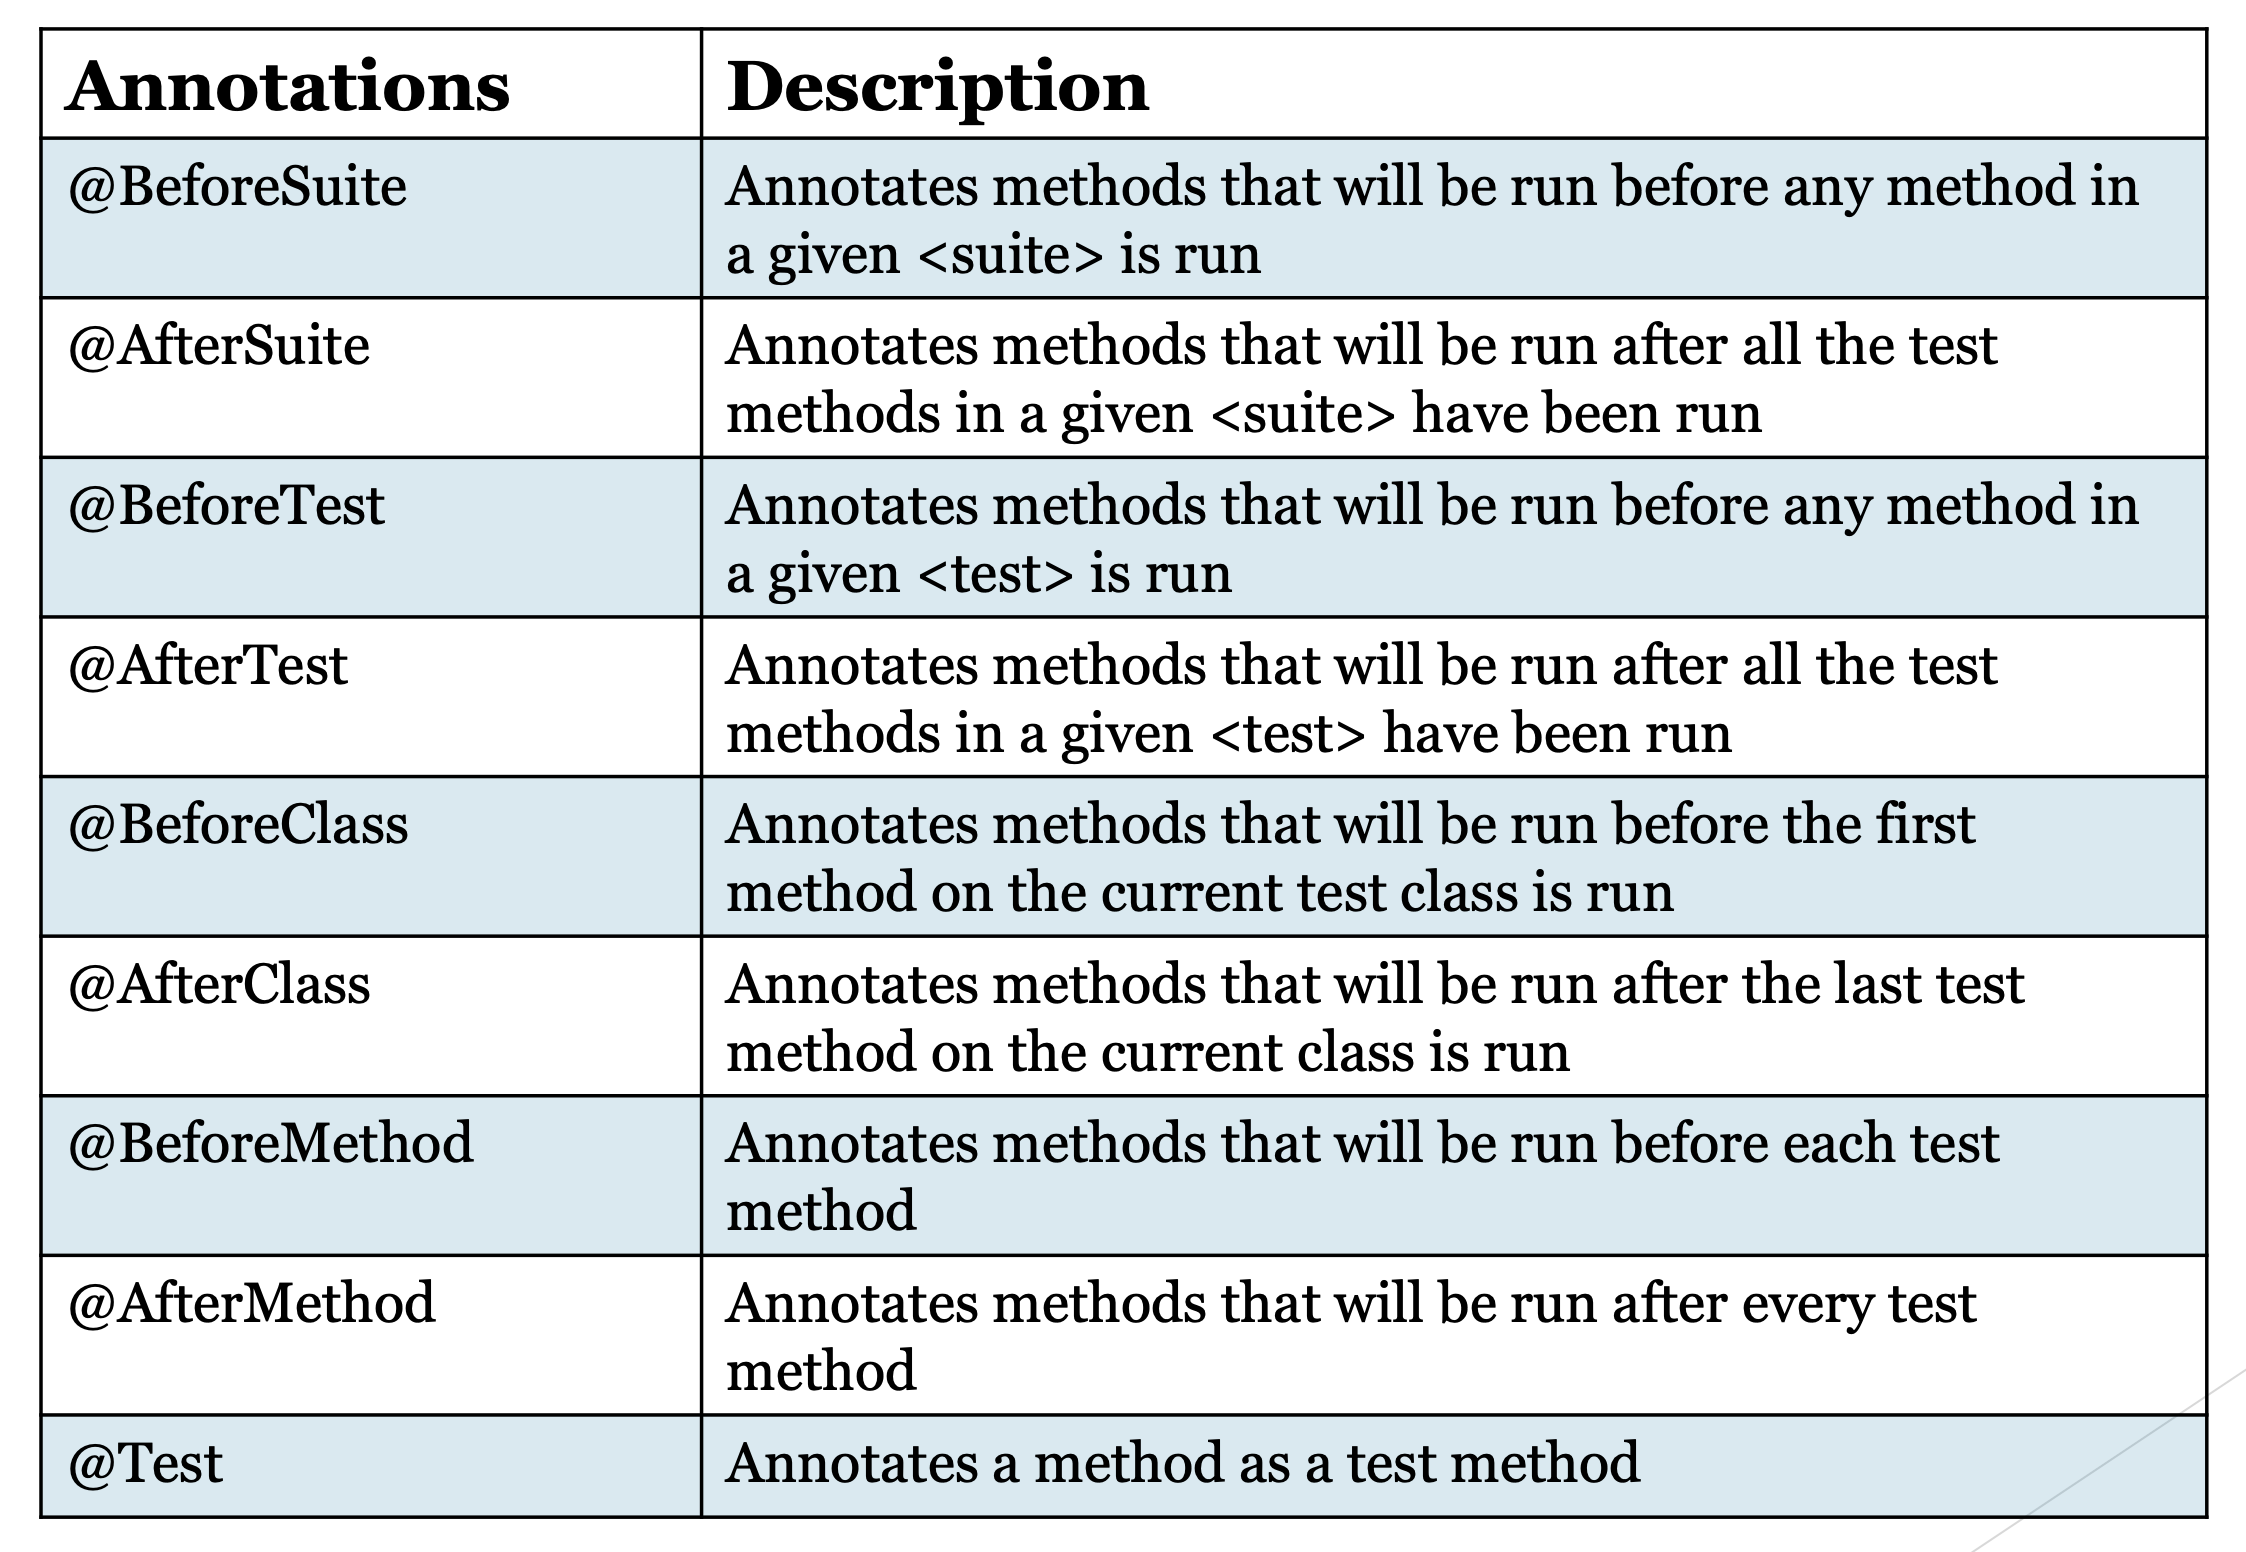 Annotations Description
@BeforeSuite Annotates methods that will be run before any method in
a given <suite> is run
@AfterSuite Annotates methods that will be run after all the test
methods in a given <suite> have been run
@BeforeTest Annotates methods that will be run before any method in
a given <test> is run
@AfterTest Annotates methods that will be run after all the test
methods in a given <test> have been run
@BeforeClass Annotates methods that will be run before the first
method on the current test class is run
@AfterClass Annotates methods that will be run after the last test
method on the current class is run
@BeforeMethod Annotates methods that will be run before each test
method
@AfterMethod Annotates methods that will be run after every test
method
@Test Annotates a method as a test method